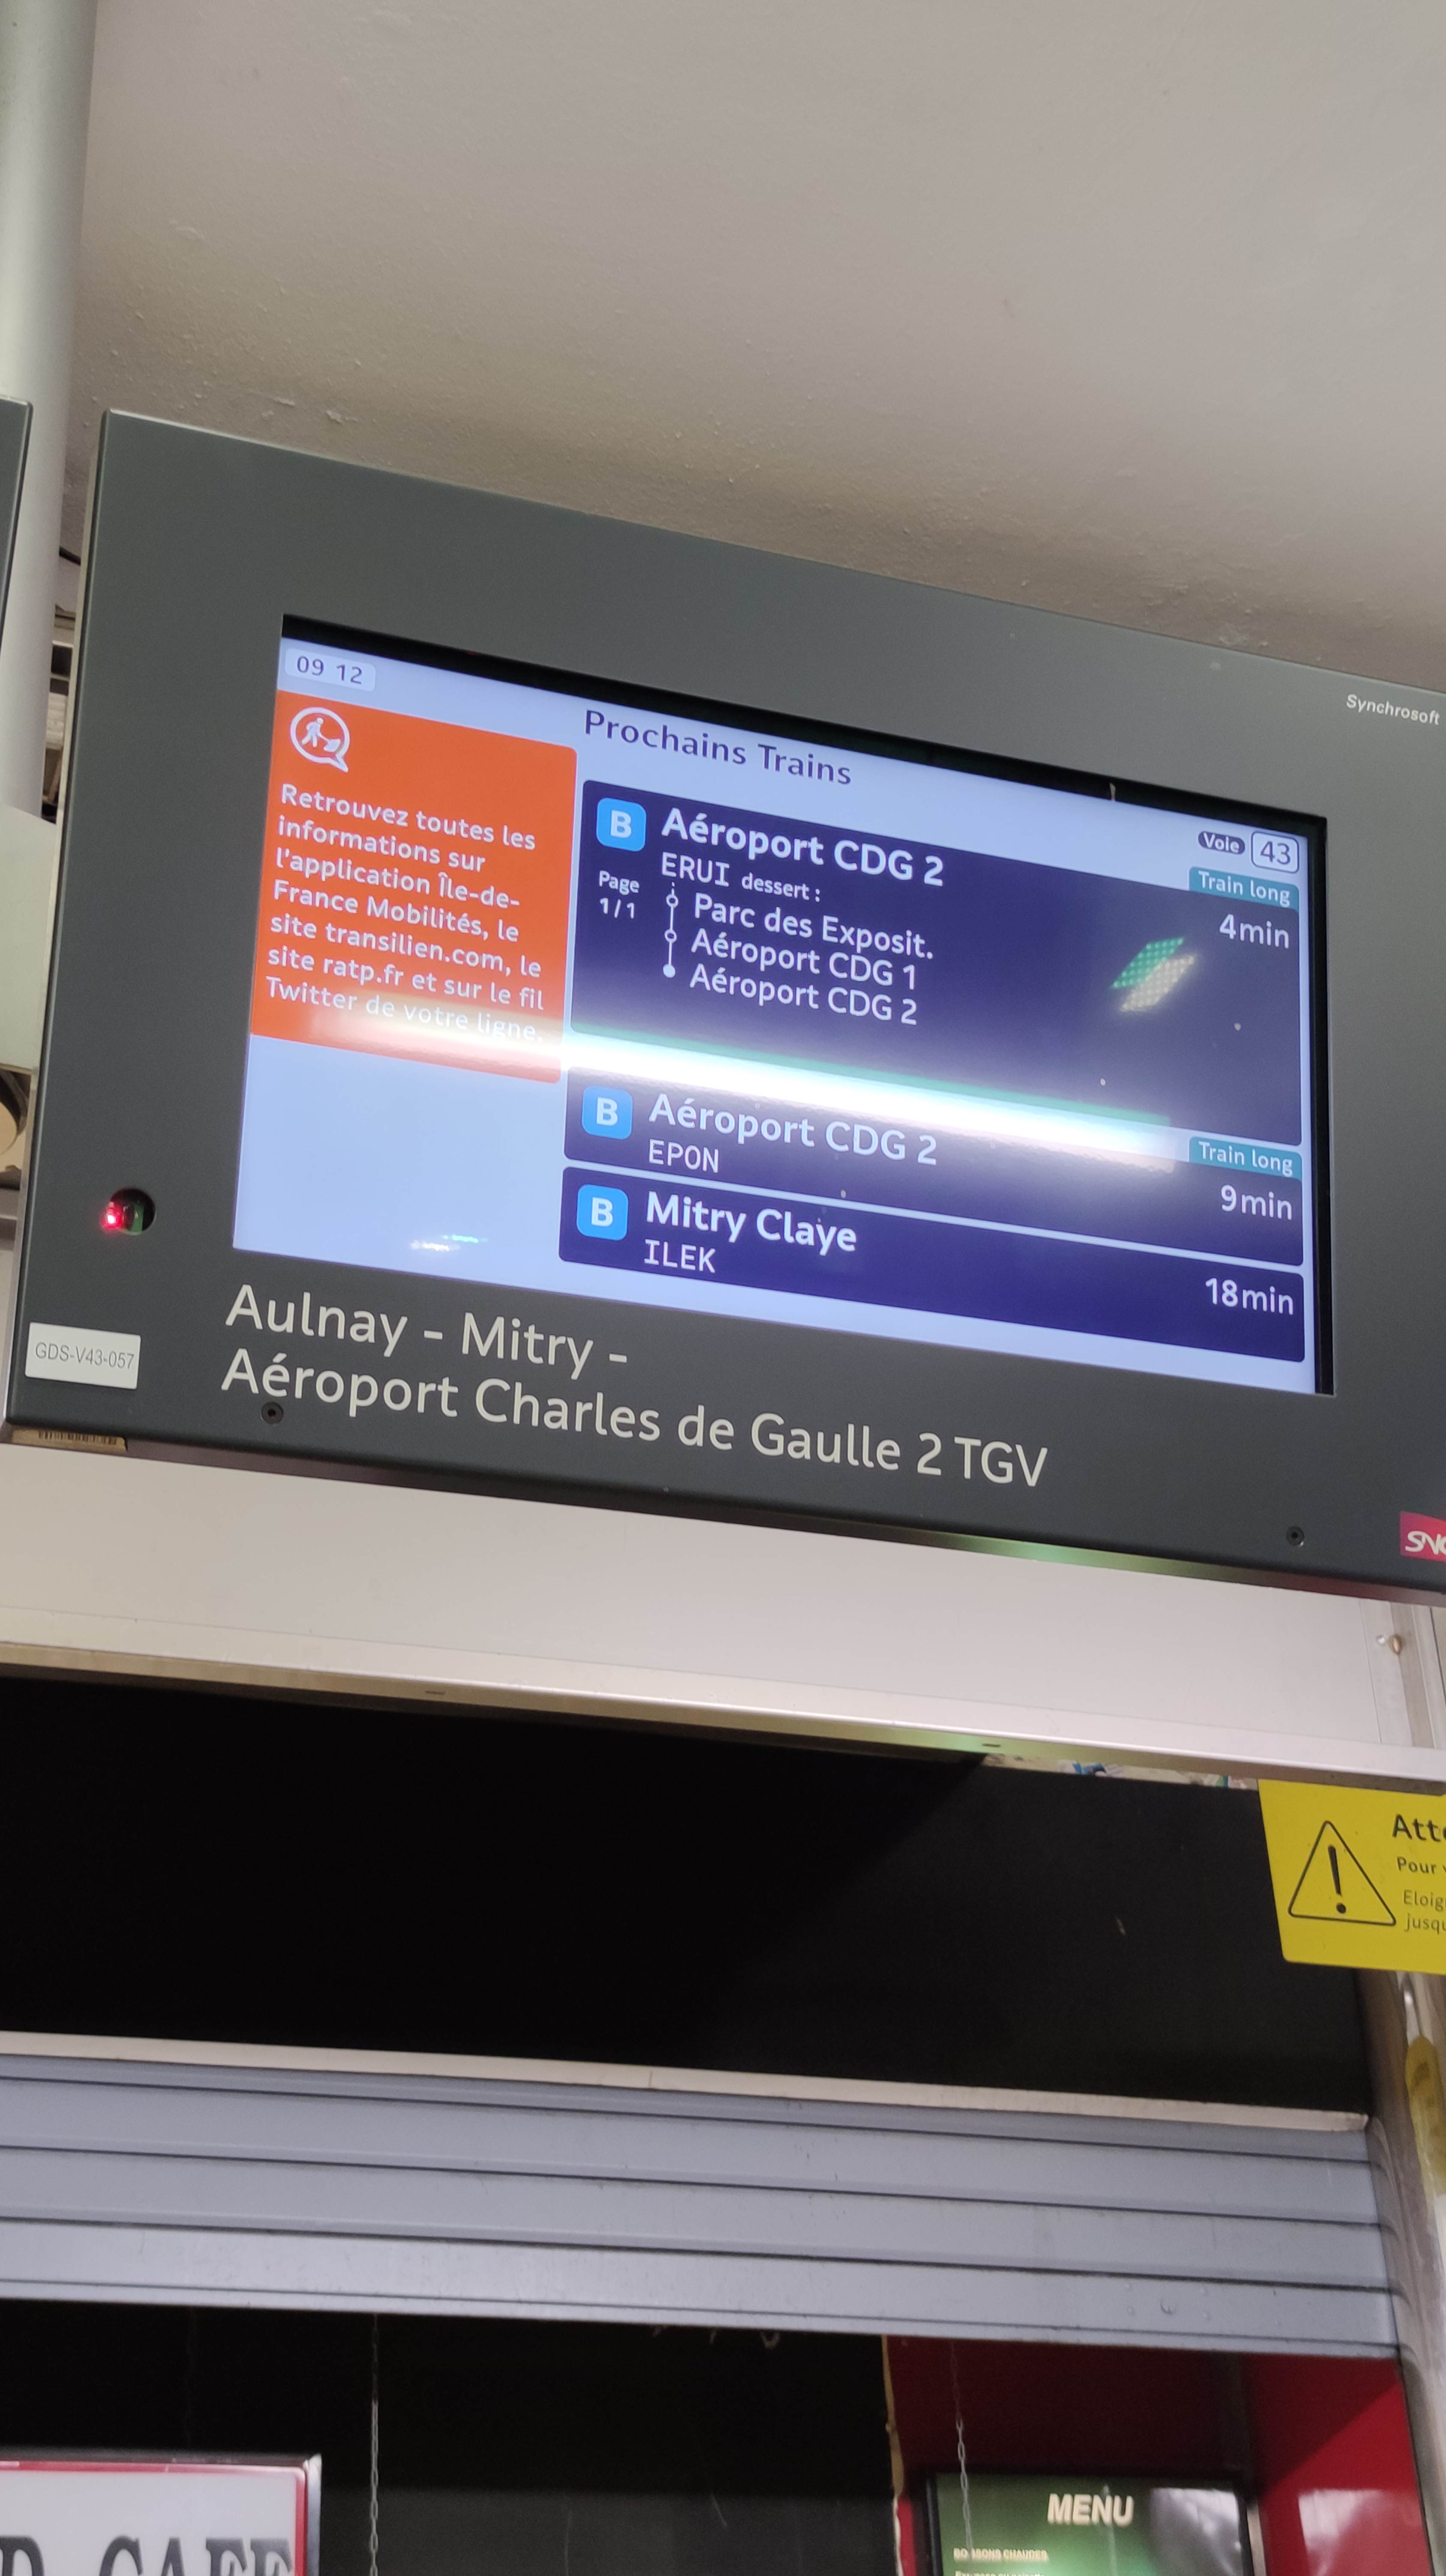 Synchrosoft
09 12
Prochains Trains
Retrouvez toutes les
informations sur
l'application Île-de-
France Mobilités, le
site transilien.com, le
site ratp.fr et sur le fil
Twitter de votre ligne.
Voie 43
B Aéroport CDG 2
Train long
ERUI dessert :
4min
Page
1/1
Parc des Exposit.
Aéroport CDG 1
Aéroport CDG 2
B Aéroport CDG 2
Train long
EPON
9min
B Mitry Claye
ILEK
18min
Aulnay - Mitry -
Aéroport Charles de Gaulle 2 TGV
GDS-V43-057
Pour
MENU
CAFE